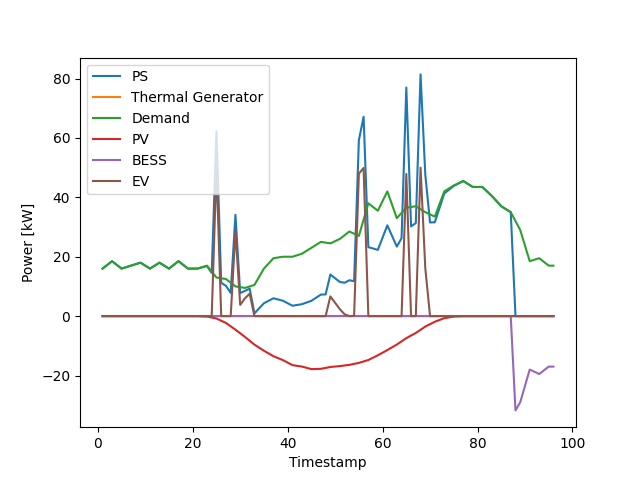 PS
Thermal Generator
Demand
PV
BESS
EV
Power [kW]
80
60
40
20
0
−20
0 20 40 60 80 100
Timestamp